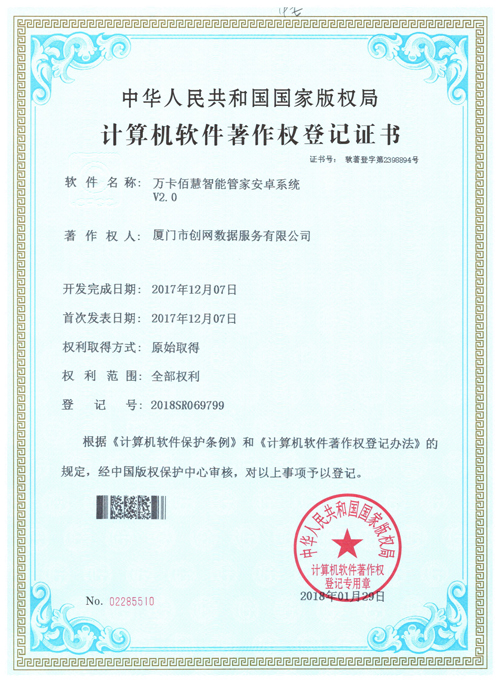 中华人民共和国国家版权局
计算机软件著作权登记证书
证书号: 软著登字第2398894号
软件名称: 万卡佰慧智能管家安卓系统
V2.0
著作权人: 厦门市创网数据服务有限公司
开发完成日期: 2017年12月07日
首次发表日期: 2017年12月07日
权利取得方式: 原始取得
权利范围: 全部权利
登记号: 2018SR069799
根据《计算机软件保护条例》和《计算机软件著作权登记办法》的
规定,经中国版权保护中心审核,对以上事项予以登记。
中华人民共和国国家版权局
计算机软件著作权
登记专用章
No. 02285510
2018年01月29日